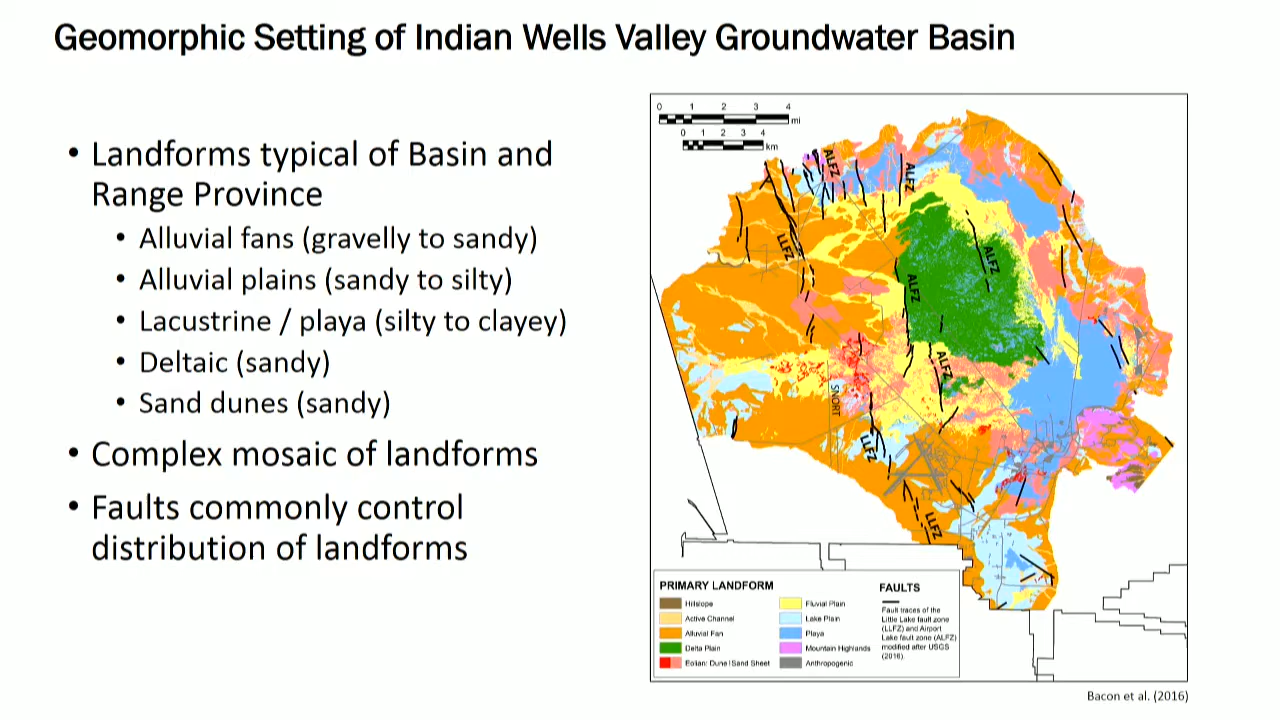 Geomorphic Setting of Indian Wells Valley Groundwater Basin
• Landforms typical of Basin and
Range Province
• Alluvial fans (gravelly to sandy)
• Alluvial plains (sandy to silty)
• Lacustrine / playa (silty to clayey)
• Deltaic (sandy)
• Sand dunes (sandy)
• Complex mosaic of landforms
• Faults commonly control
distribution of landforms
0 1 2 3 4
mi
0 1 2 3 4
km
ALFZ
ALFZ
LLFZ
ALFZ
ALFZ
ALFZ
SNORT
LLFZ
LLFZ
PRIMARY LANDFORM
Hillslope
Active Channel
Alluvial Fan
Delta Plain
Eolian: Dune | Sand Sheet
Fluvial Plain
Lake Plain
Playa
Mountain Highlands
Anthropogenic
FAULTS
Fault traces of the
Little Lake fault zone
(LLFZ) and Airport
Lake fault zone (ALFZ)
modified after USGS
(2016).
Bacon et al. (2016)